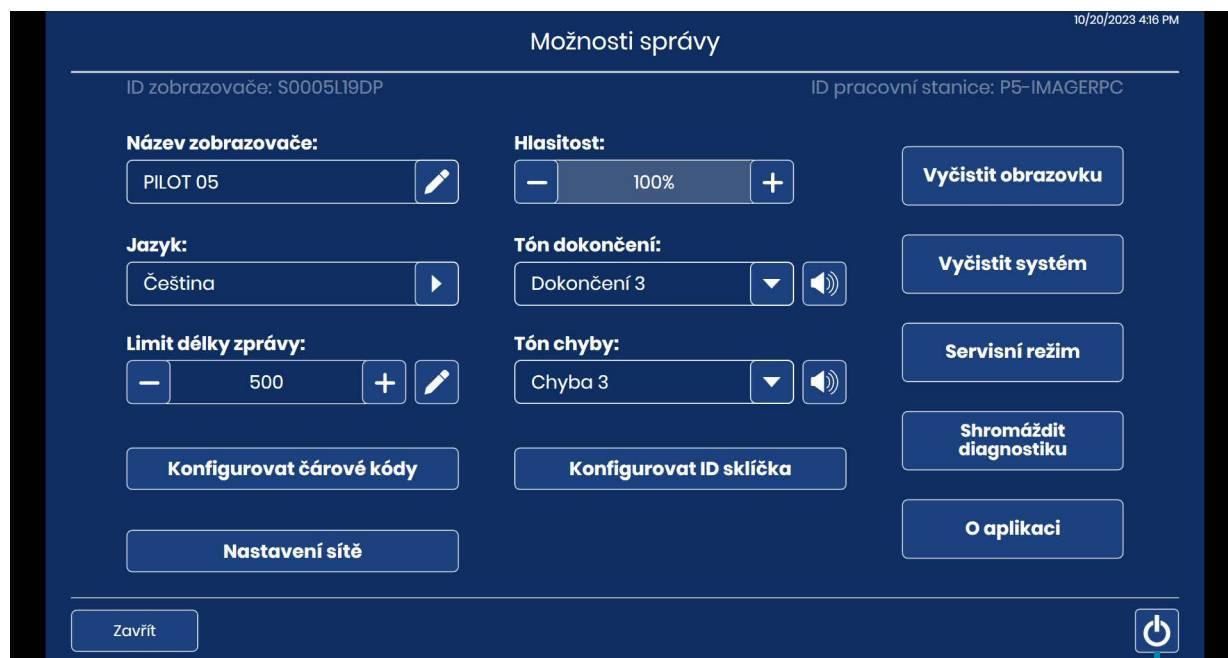 10/20/2023 4:16 PM
Možnosti správy
ID zobrazovače: S0005L19DP
ID pracovní stanice: P5-IMAGERPC
Název zobrazovače:
PILOT 05
Hlasitost:
100%
Vyčistit obrazovku
Jazyk:
Čeština
Tón dokončení:
Dokončení 3
Vyčistit systém
Limit délky zprávy:
500
Tón chyby:
Chyba 3
Servisní režim
Shromáždit
diagnostiku
Konfigurovat čárové kódy
Konfigurovat ID sklíčka
O aplikaci
Nastavení sítě
Zavřít